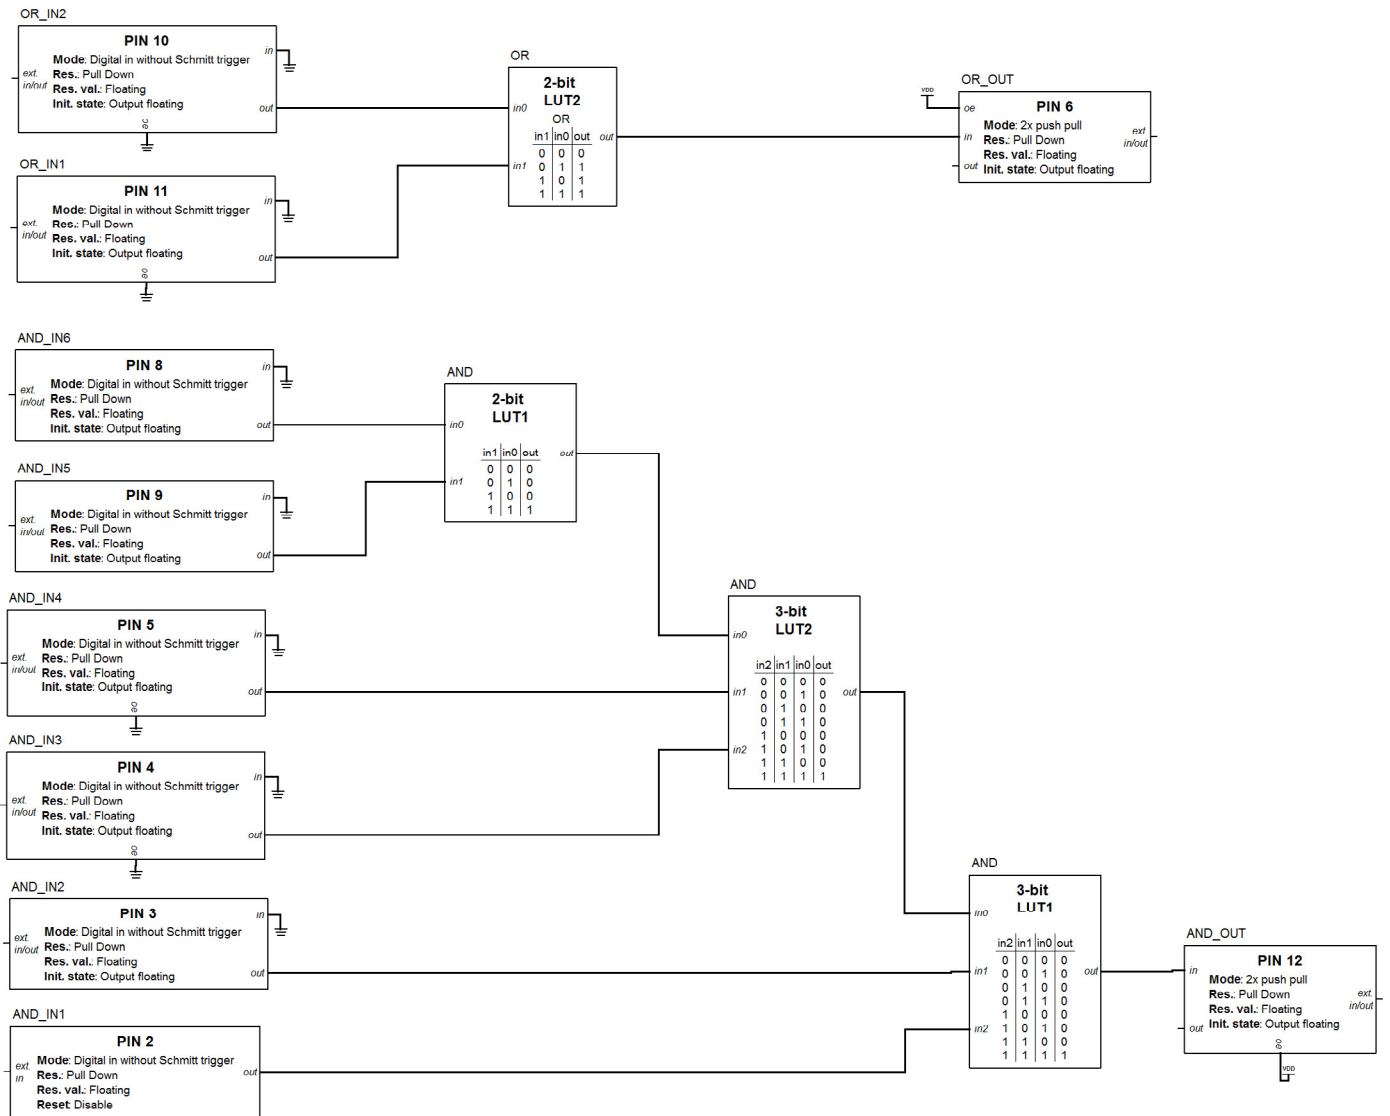 OR_IN2
PIN 10
Mode: Digital in without Schmitt trigger
Res.: Pull Down
Res. val.: Floating
Init. state: Output floating
ext.
in/out
in
out
oe
OR_IN1
PIN 11
Mode: Digital in without Schmitt trigger
Res.: Pull Down
Res. val.: Floating
Init. state: Output floating
ext.
in/out
in
out
oe
OR
2-bit
LUT2
OR
in1 in0 out
0 0 0
0 1 1
1 0 1
1 1 1
in0
in1
out
OR_OUT
VDD
PIN 6
Mode: 2x push pull
Res.: Pull Down
Res. val.: Floating
Init. state: Output floating
oe
in
out
ext.
in/out
AND_IN6
PIN 8
Mode: Digital in without Schmitt trigger
Res.: Pull Down
Res. val.: Floating
Init. state: Output floating
ext.
in/out
in
out
AND_IN5
PIN 9
Mode: Digital in without Schmitt trigger
Res.: Pull Down
Res. val.: Floating
Init. state: Output floating
ext.
in/out
in
out
AND
2-bit
LUT1
in1 in0 out
0 0 0
0 1 0
1 0 0
1 1 1
in0
in1
out
AND_IN4
PIN 5
Mode: Digital in without Schmitt trigger
Res.: Pull Down
Res. val.: Floating
Init. state: Output floating
ext.
in/out
in
out
oe
AND_IN3
PIN 4
Mode: Digital in without Schmitt trigger
Res.: Pull Down
Res. val.: Floating
Init. state: Output floating
ext.
in/out
in
out
oe
AND
3-bit
LUT2
in2 in1 in0 out
0 0 0 0
0 0 1 0
0 1 0 0
0 1 1 0
1 0 0 0
1 0 1 0
1 1 0 0
1 1 1 1
in0
in1
in2
out
AND_IN2
PIN 3
Mode: Digital in without Schmitt trigger
Res.: Pull Down
Res. val.: Floating
Init. state: Output floating
ext.
in/out
in
out
AND_IN1
PIN 2
Mode: Digital in without Schmitt trigger
Res.: Pull Down
Res. val.: Floating
Reset: Disable
ext.
in
out
AND
3-bit
LUT1
in2 in1 in0 out
0 0 0 0
0 0 1 0
0 1 0 0
0 1 1 0
1 0 0 0
1 0 1 0
1 1 0 0
1 1 1 1
in0
in1
in2
out
AND_OUT
PIN 12
Mode: 2x push pull
Res.: Pull Down
Res. val.: Floating
Init. state: Output floating
in
out
ext.
in/out
oe
VDD